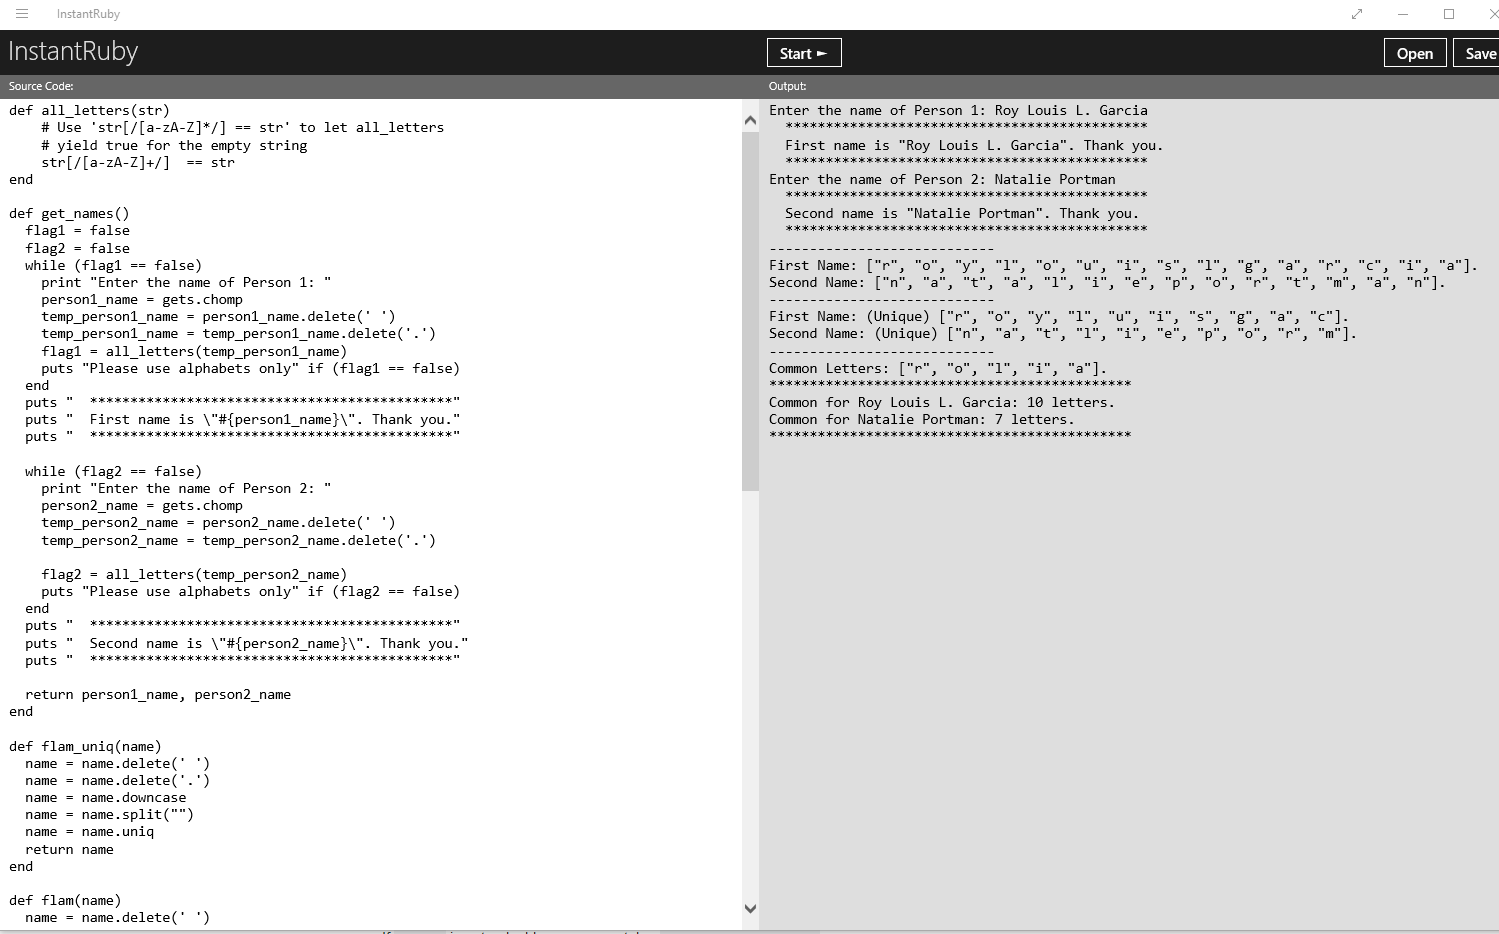 InstantRuby
InstantRuby
Start ►
Open
Save
Source Code:
def all_letters(str)
    # Use 'str[/[a-zA-Z]*/] == str' to let all_letters
    # yield true for the empty string
    str[/[a-zA-Z]+/]  == str
end
def get_names()
  flag1 = false
  flag2 = false
  while (flag1 == false)
    print "Enter the name of Person 1: "
    person1_name = gets.chomp
    temp_person1_name = person1_name.delete(' ')
    temp_person1_name = temp_person1_name.delete('.')
    flag1 = all_letters(temp_person1_name)
    puts "Please use alphabets only" if (flag1 == false)
  end
  puts "  *********************************************"
  puts "  First name is \"#{person1_name}\". Thank you."
  puts "  *********************************************"
  while (flag2 == false)
    print "Enter the name of Person 2: "
    person2_name = gets.chomp
    temp_person2_name = person2_name.delete(' ')
    temp_person2_name = temp_person2_name.delete('.')
    flag2 = all_letters(temp_person2_name)
    puts "Please use alphabets only" if (flag2 == false)
  end
  puts "  *********************************************"
  puts "  Second name is \"#{person2_name}\". Thank you."
  puts "  *********************************************"
  return person1_name, person2_name
end
def flam_uniq(name)
  name = name.delete(' ')
  name = name.delete('.')
  name = name.downcase
  name = name.split("")
  name = name.uniq
  return name
end
def flam(name)
  name = name.delete(' ')
Output:
Enter the name of Person 1: Roy Louis L. Garcia
  *********************************************
  First name is "Roy Louis L. Garcia". Thank you.
  *********************************************
Enter the name of Person 2: Natalie Portman
  *********************************************
  Second name is "Natalie Portman". Thank you.
  *********************************************
----------------------------
First Name: ["r", "o", "y", "l", "o", "u", "i", "s", "l", "g", "a", "r", "c", "i", "a"].
Second Name: ["n", "a", "t", "a", "l", "i", "e", "p", "o", "r", "t", "m", "a", "n"].
----------------------------
First Name: (Unique) ["r", "o", "y", "l", "u", "i", "s", "g", "a", "c"].
Second Name: (Unique) ["n", "a", "t", "l", "i", "e", "p", "o", "r", "m"].
----------------------------
Common Letters: ["r", "o", "l", "i", "a"].
*********************************************
Common for Roy Louis L. Garcia: 10 letters.
Common for Natalie Portman: 7 letters.
*********************************************